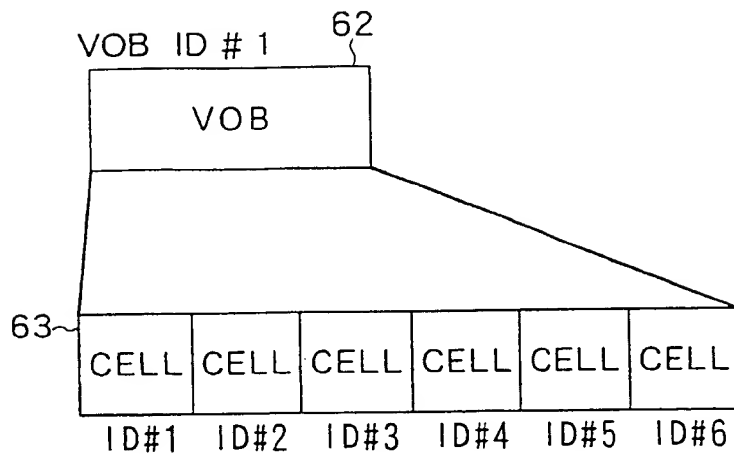 VOB ID # 1 62
VOB
63 CELL CELL CELL CELL CELL CELL
ID#1 ID#2 ID#3 ID#4 ID#5 ID#6